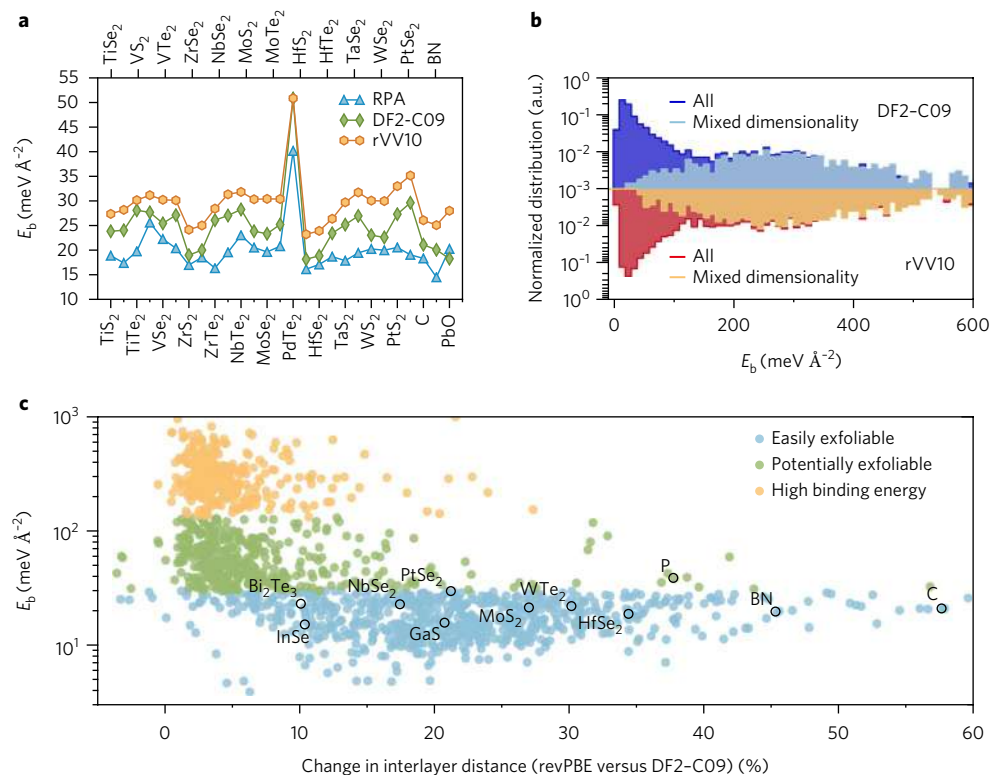 a
TiSe2 VS2 VTe2 ZrSe2 NbSe2 MoS2 MoTe2 HfS2 HfTe2 TaSe2 WSe2 PtSe2 BN
55
50
45
40
35
30
25
20
15
10
Eb (meV Å−2)
RPA
DF2–C09
rVV10
TiS2 TiTe2 VSe2 ZrS2 ZrTe2 NbTe2 MoSe2 PdTe2 HfSe2 TaS2 WS2 PtS2 C PbO
b
Normalized distribution (a.u.)
10^0
10^−1
10^−2
10^−3
10^−2
10^−1
10^0
All
Mixed dimensionality
DF2–C09
All
Mixed dimensionality
rVV10
0 200 400 600
Eb (meV Å−2)
c
10^3
10^2
10^1
Eb (meV Å−2)
Easily exfoliable
Potentially exfoliable
High binding energy
Bi2Te3
InSe
NbSe2
PtSe2
GaS
MoS2
WTe2
HfSe2
P
BN
C
0 10 20 30 40 50 60
Change in interlayer distance (revPBE versus DF2–C09) (%)